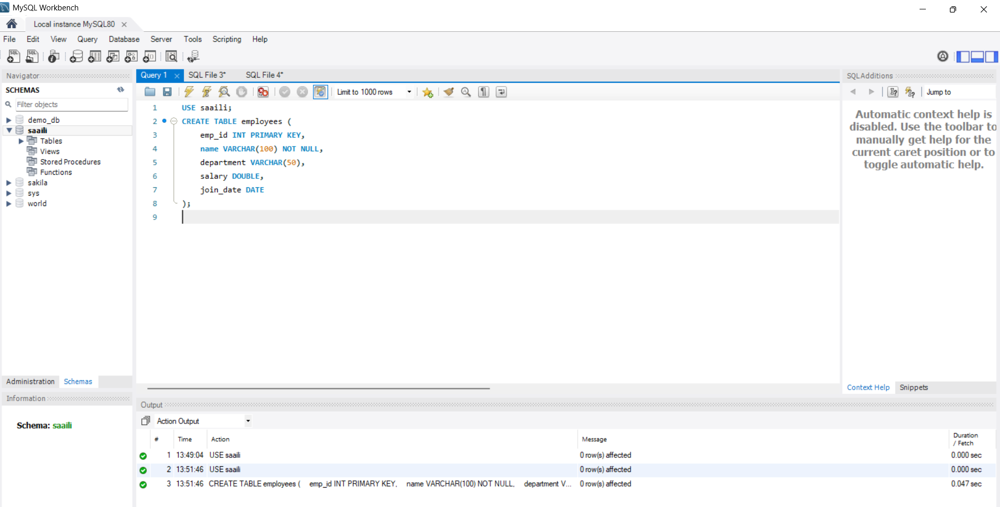 MySQL Workbench
Local instance MySQL80
File Edit View Query Database Server Tools Scripting Help
Navigator
SCHEMAS
Filter objects
demo_db
saaili
Tables
Views
Stored Procedures
Functions
sakila
sys
world
Administration Schemas
Information
Schema: saaili
Query 1 SQL File 3* SQL File 4*
Limit to 1000 rows
1 USE saaili;
2 CREATE TABLE employees (
3 emp_id INT PRIMARY KEY,
4 name VARCHAR(100) NOT NULL,
5 department VARCHAR(50),
6 salary DOUBLE,
7 join_date DATE
8 );
9
SQLAdditions
Jump to
Automatic context help is
disabled. Use the toolbar to
manually get help for the
current caret position or to
toggle automatic help.
Context Help Snippets
Output
Action Output
# Time Action Message Duration / Fetch
1 13:49:04 USE saaili 0 row(s) affected 0.000 sec
2 13:51:46 USE saaili 0 row(s) affected 0.000 sec
3 13:51:46 CREATE TABLE employees ( emp_id INT PRIMARY KEY, name VARCHAR(100) NOT NULL, department V... 0 row(s) affected 0.047 sec